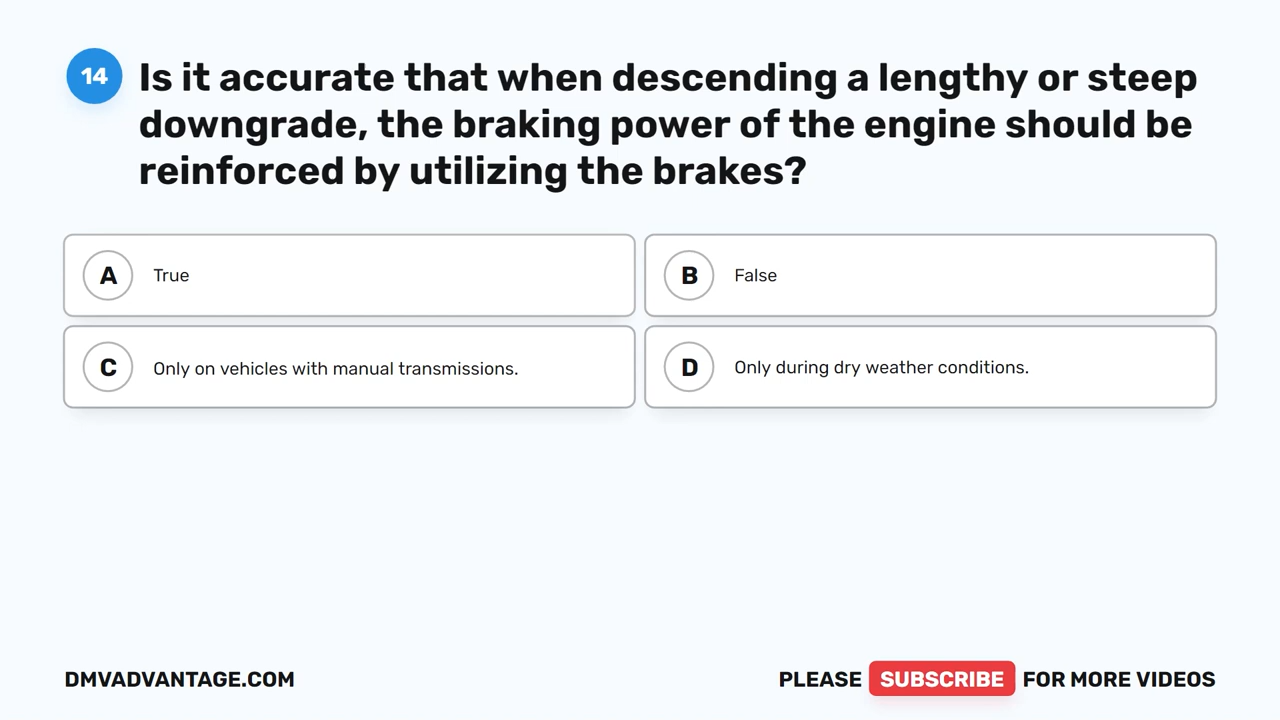 14
Is it accurate that when descending a lengthy or steep
downgrade, the braking power of the engine should be
reinforced by utilizing the brakes?
A True
B False
C Only on vehicles with manual transmissions.
D Only during dry weather conditions.
DMVADVANTAGE.COM
PLEASE SUBSCRIBE FOR MORE VIDEOS